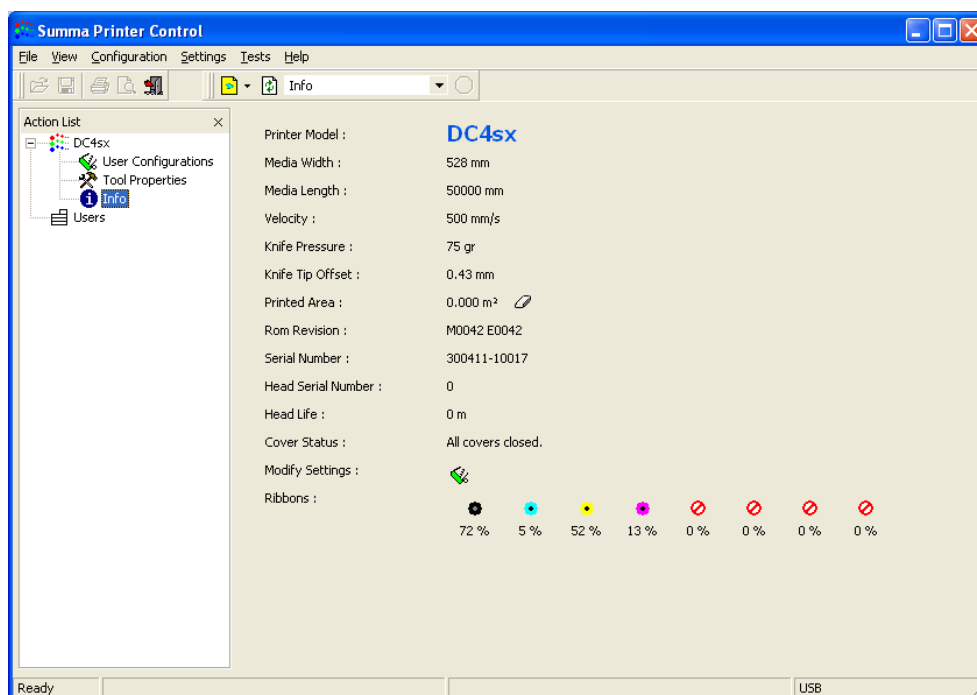 Summa Printer Control
File View Configuration Settings Tests Help
Info
Action List
DC4sx
User Configurations
Tool Properties
Info
Users
Printer Model : DC4sx
Media Width : 528 mm
Media Length : 50000 mm
Velocity : 500 mm/s
Knife Pressure : 75 gr
Knife Tip Offset : 0.43 mm
Printed Area : 0.000 m²
Rom Revision : M0042 E0042
Serial Number : 300411-10017
Head Serial Number : 0
Head Life : 0 m
Cover Status : All covers closed.
Modify Settings :
Ribbons :
72 % 5 % 52 % 13 % 0 % 0 % 0 % 0 %
Ready USB